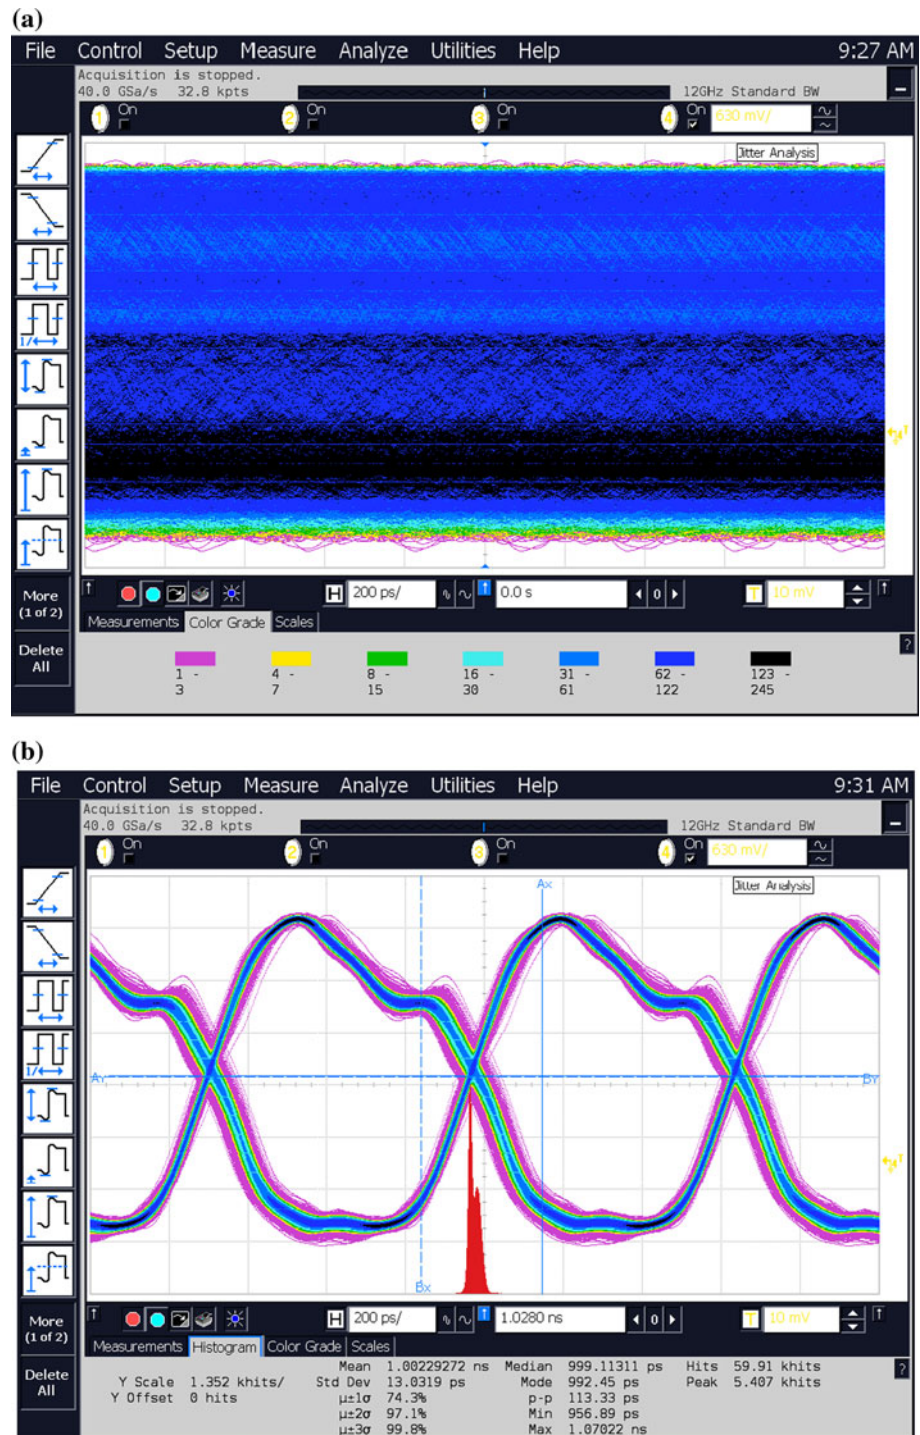 (a)
File Control Setup Measure Analyze Utilities Help 9:27 AM
Acquisition is stopped.
40.0 GSa/s 32.8 kpts 12GHz Standard BW
1 On 2 On 3 On 4 On 630 mV/
Jitter Analysis
T
More
(1 of 2)
Delete
All
H 200 ps/ 0.0 s 0 T 10 mV
Measurements Color Grade Scales
?
1 - 4 - 8 - 16 - 31 - 62 - 123 -
3 7 15 30 61 122 245
(b)
File Control Setup Measure Analyze Utilities Help 9:31 AM
Acquisition is stopped.
40.0 GSa/s 32.8 kpts 12GHz Standard BW
1 On 2 On 3 On 4 On 630 mV/
Jitter Analysis
Ax
AY BY
T
Bx
More
(1 of 2)
Delete
All
H 200 ps/ 1.0280 ns 0 T 10 mV
Measurements Histogram Color Grade Scales
?
Mean 1.00229272 ns Median 999.11311 ps Hits 59.91 khits
Y Scale 1.352 khits/ Std Dev 13.0319 ps Mode 992.45 ps Peak 5.407 khits
Y Offset 0 hits µ±1σ 74.3% p-p 113.33 ps
µ±2σ 97.1% Min 956.89 ps
µ±3σ 99.8% Max 1.07022 ns